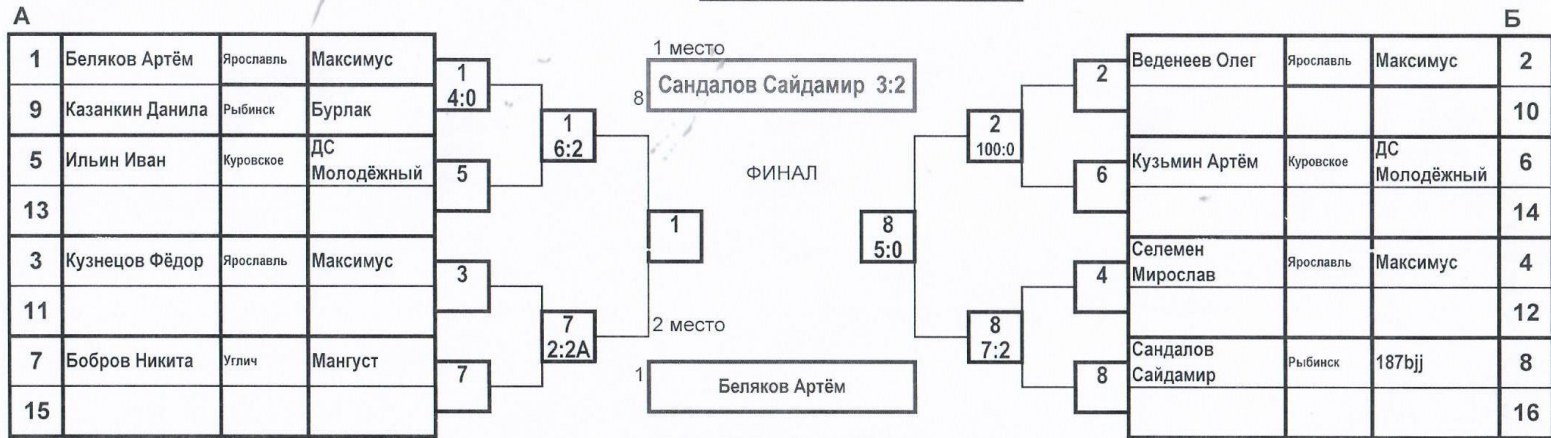 А
Б
1 Беляков Артём Ярославль Максимус
9 Казанкин Данила Рыбинск Бурлак
5 Ильин Иван Куровское ДС
Молодёжный
13
3 Кузнецов Фёдор Ярославль Максимус
11
7 Бобров Никита Углич Мангуст
15
1
4:0
5
3
7
1
6:2
7
2:2А
1
1 место
8
Сандалов Сайдамир 3:2
ФИНАЛ
2 место
1
Беляков Артём
8
5:0
2
100:0
8
7:2
2
6
4
8
Веденеев Олег Ярославль Максимус 2
10
Кузьмин Артём Куровское ДС
Молодёжный 6
14
Селемен
Мирослав Ярославль Максимус 4
12
Сандалов
Сайдамир Рыбинск 187bjj 8
16